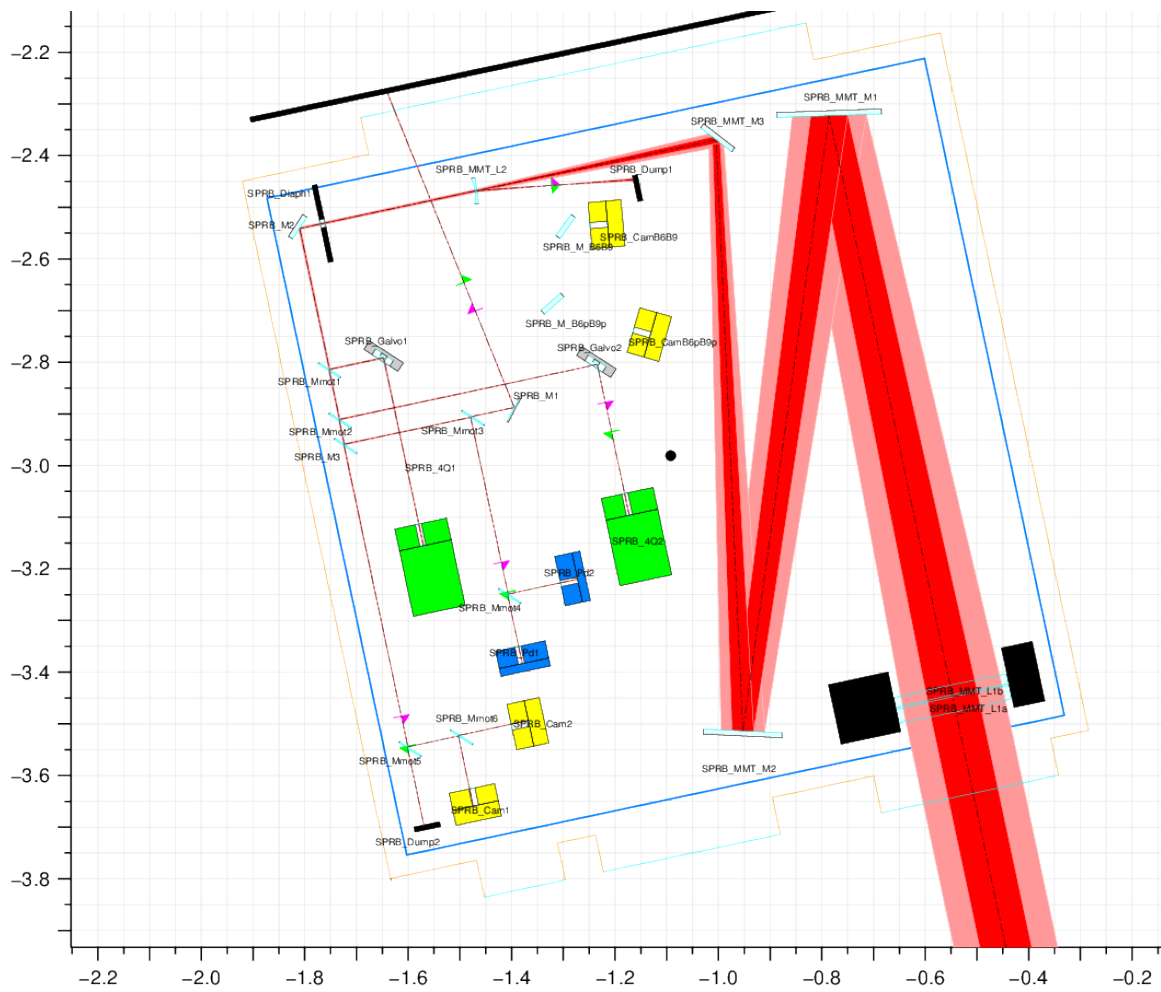 −2.2
−2.4
−2.6
−2.8
−3.0
−3.2
−3.4
−3.6
−3.8
SPRB_MMT_M1
SPRB_MMT_M3
SPRB_MMT_L2
SPRB_Dump1
SPRB_Diaph1
SPRB_M2
SPRB_CamB6B9
SPRB_M_B6B9
SPRB_M_B6pB9p
SPRB_CamB6pB9p
SPRB_Galvo1
SPRB_Galvo2
SPRB_Mmot1
SPRB_M1
SPRB_Mmot2
SPRB_Mmot3
SPRB_M3
SPRB_4Q1
SPRB_4Q2
SPRB_Pd2
SPRB_Mmot4
SPRB_Pd1
SPRB_MMT_L1b
SPRB_MMT_L1a
SPRB_Mmot6
SPRB_Cam2
SPRB_Mmot5
SPRB_MMT_M2
SPRB_Cam1
SPRB_Dump2
−2.2 −2.0 −1.8 −1.6 −1.4 −1.2 −1.0 −0.8 −0.6 −0.4 −0.2